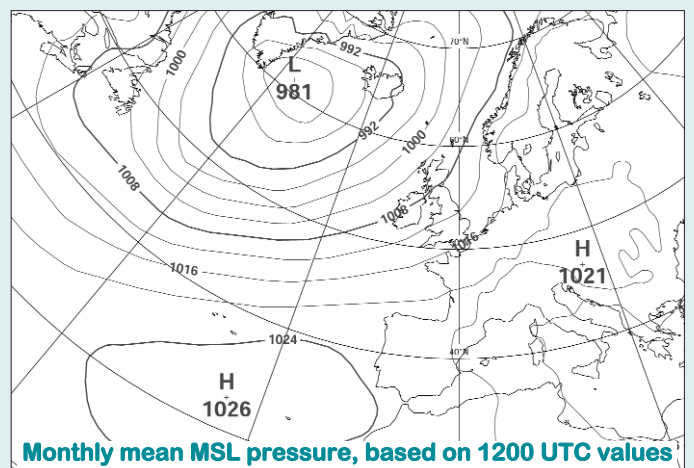 992
70°N
1000
L
981
992
1000
60°N
1008
1008
1016
H
1021
1016
1024
40°N
H
1026
Monthly mean MSL pressure, based on 1200 UTC values